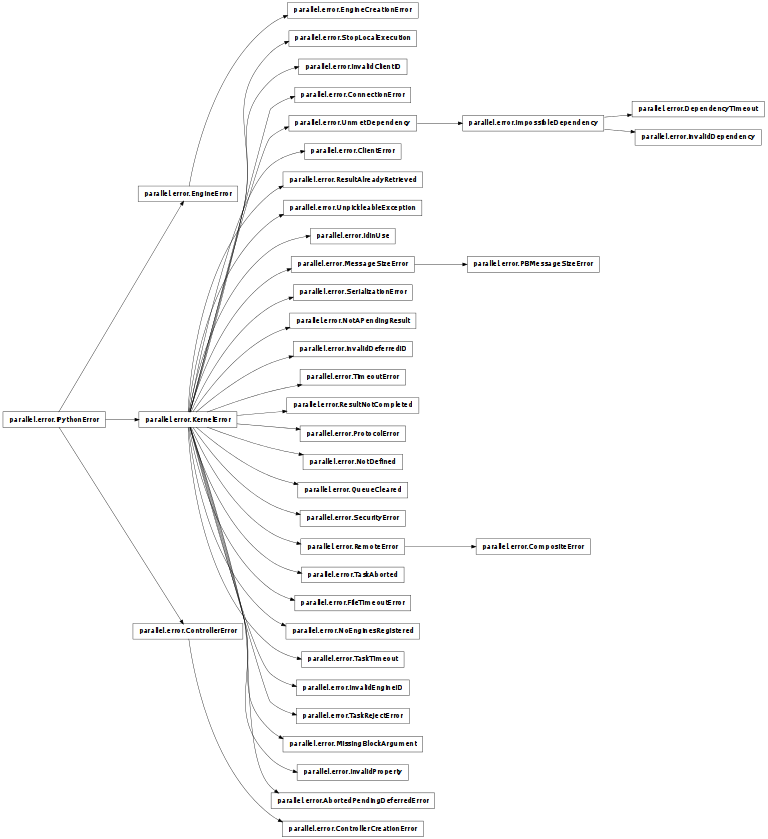 parallel.error.EngineCreationError
parallel.error.StopLocalExecution
parallel.error.InvalidClientID
parallel.error.ConnectionError
parallel.error.DependencyTimeout
parallel.error.UnmetDependency
parallel.error.ImpossibleDependency
parallel.error.InvalidDependency
parallel.error.ClientError
parallel.error.ResultAlreadyRetrieved
parallel.error.EngineError
parallel.error.UnpickleableException
parallel.error.IdInUse
parallel.error.MessageSizeError
parallel.error.PBMessageSizeError
parallel.error.SerializationError
parallel.error.NotAPendingResult
parallel.error.InvalidDeferredID
parallel.error.TimeoutError
parallel.error.ResultNotCompleted
parallel.error.IPythonError
parallel.error.KernelError
parallel.error.ProtocolError
parallel.error.NotDefined
parallel.error.QueueCleared
parallel.error.SecurityError
parallel.error.RemoteError
parallel.error.CompositeError
parallel.error.TaskAborted
parallel.error.FileTimeoutError
parallel.error.ControllerError
parallel.error.NoEnginesRegistered
parallel.error.TaskTimeout
parallel.error.InvalidEngineID
parallel.error.TaskRejectError
parallel.error.MissingBlockArgument
parallel.error.InvalidProperty
parallel.error.AbortedPendingDeferredError
parallel.error.ControllerCreationError